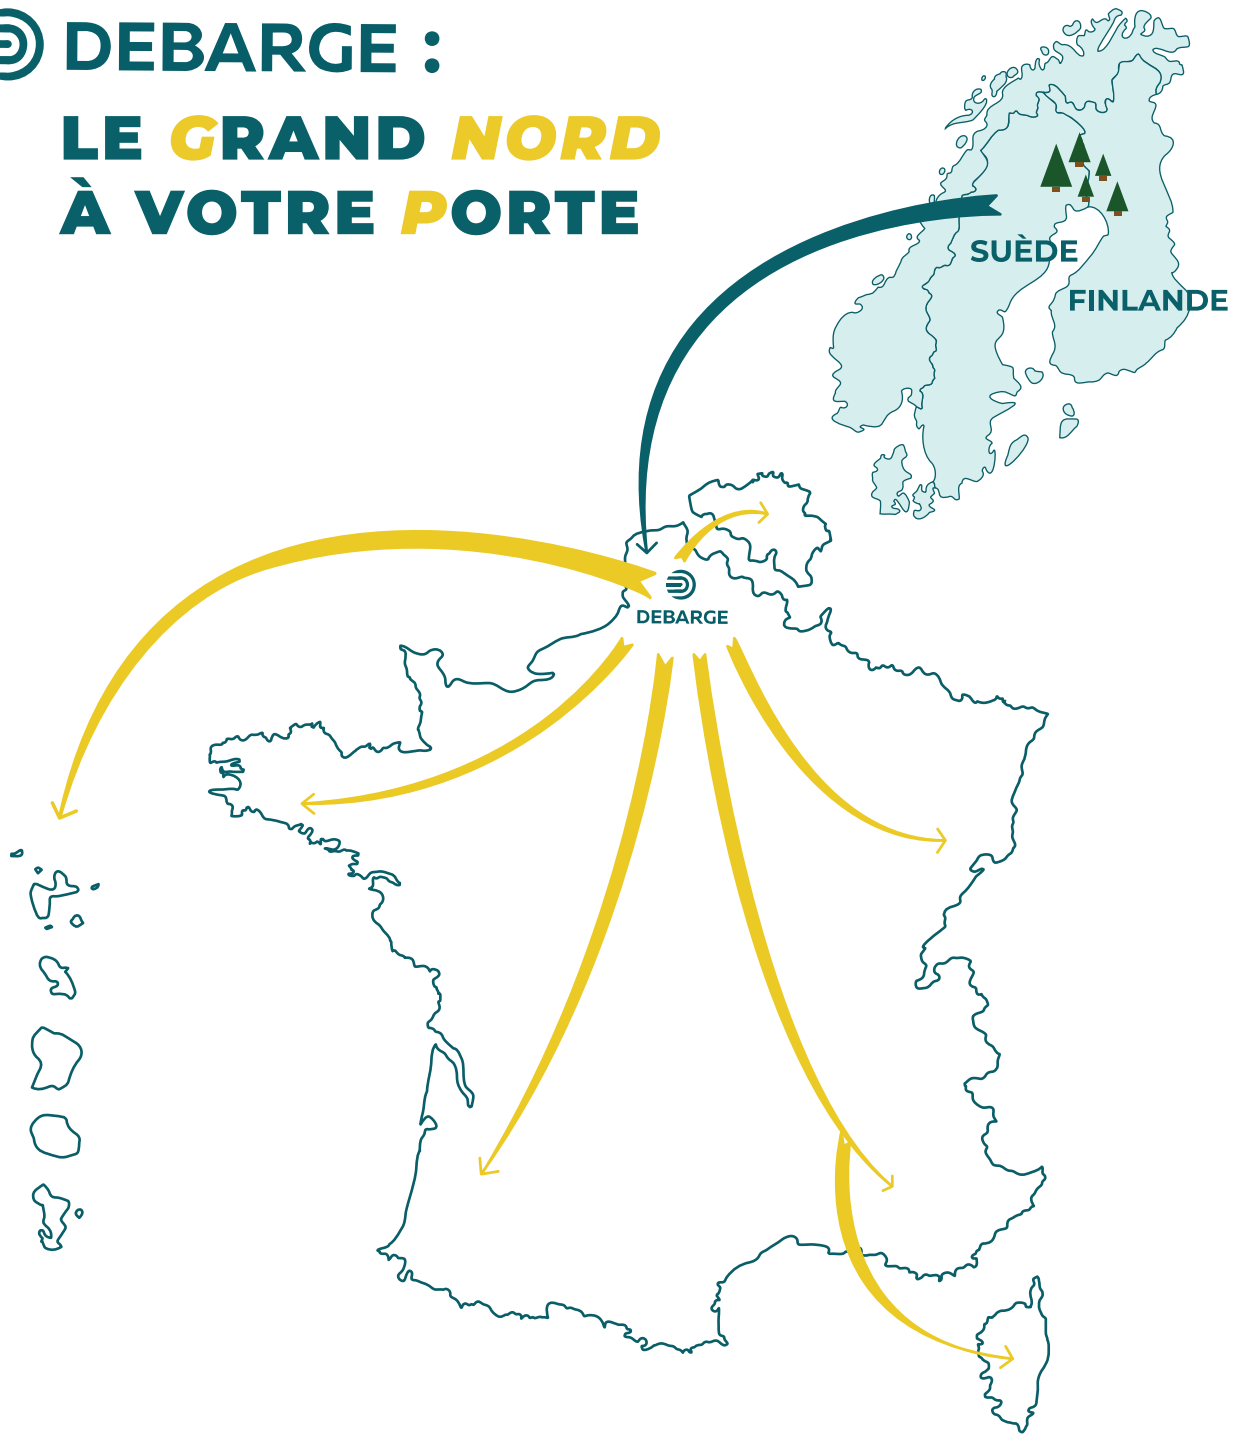 DEBARGE :
LE GRAND NORD
À VOTRE PORTE
SUÈDE
FINLANDE
DEBARGE